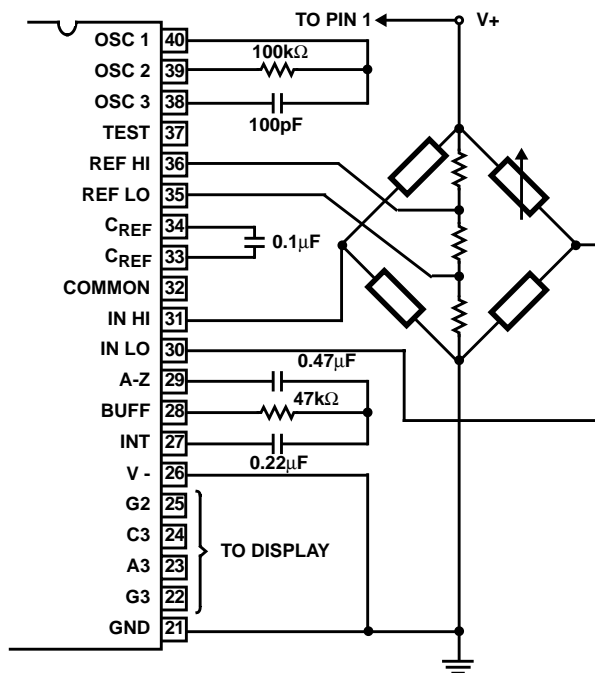 TO PIN 1 V+
OSC 1 40
100kΩ
OSC 2 39
OSC 3 38
100pF
TEST 37
REF HI 36
REF LO 35
CREF 34
0.1µF
CREF 33
COMMON 32
IN HI 31
IN LO 30
0.47µF
A-Z 29
47kΩ
BUFF 28
INT 27
0.22µF
V - 26
G2 25
C3 24
TO DISPLAY
A3 23
G3 22
GND 21